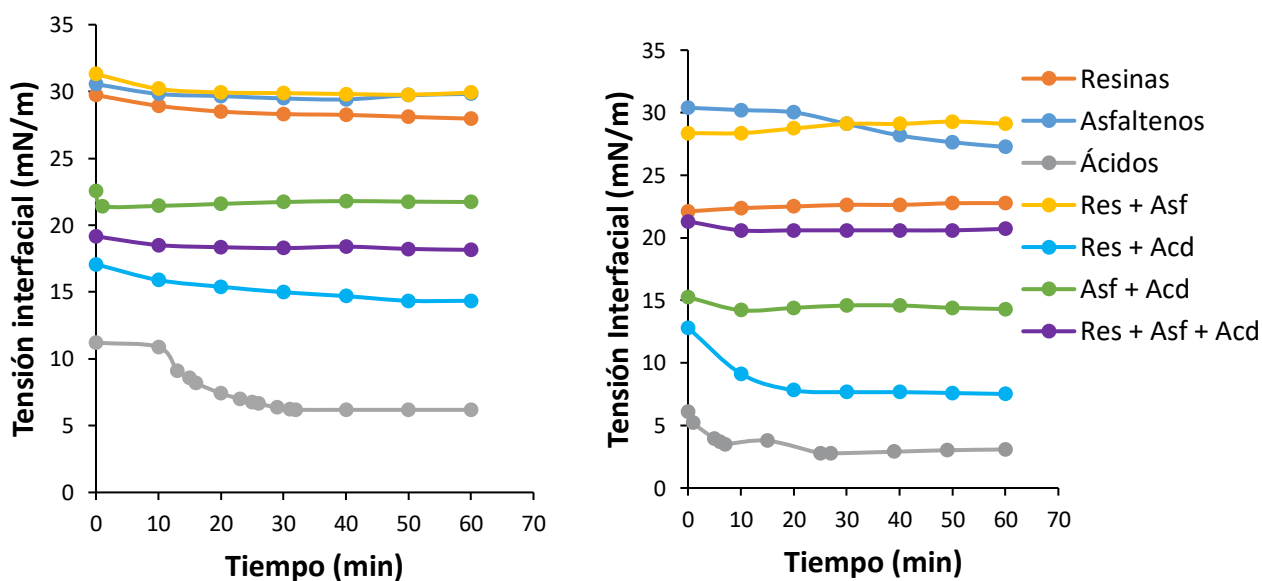 Tensión interfacial (mN/m)
35
30
25
20
15
10
5
0
0 10 20 30 40 50 60 70
Tiempo (min)
Tensión Interfacial (mN/m)
35
30
25
20
15
10
5
0
0 10 20 30 40 50 60 70
Tiempo (min)
Resinas
Asfaltenos
Ácidos
Res + Asf
Res + Acd
Asf + Acd
Res + Asf + Acd